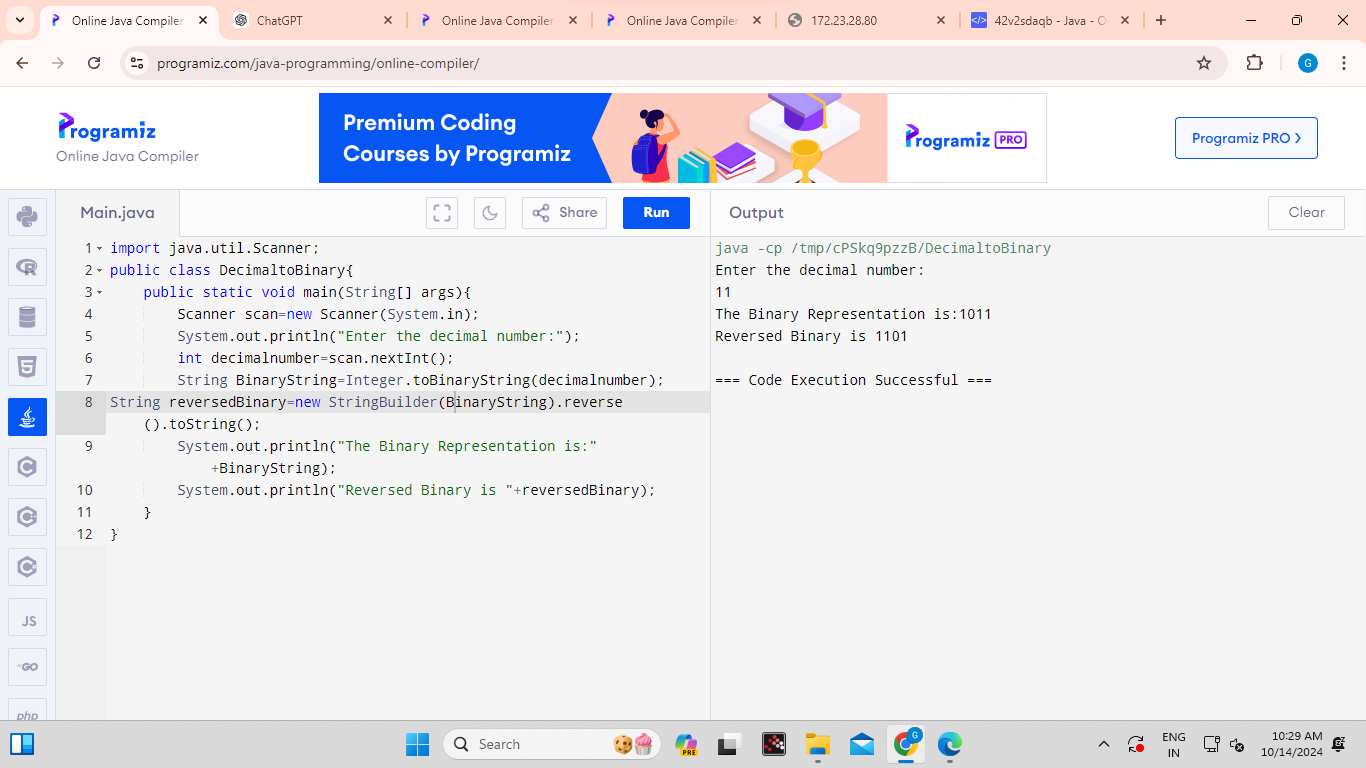 Online Java Compiler
ChatGPT
Online Java Compiler
Online Java Compiler
172.23.28.80
42v2sdaqb - Java - O
programiz.com/java-programming/online-compiler/
G
Programiz
Online Java Compiler
Premium Coding
Courses by Programiz
Programiz PRO
Programiz PRO >
Main.java
Share
Run
Output
Clear
1 import java.util.Scanner;
2 public class DecimaltoBinary{
3 public static void main(String[] args){
4 Scanner scan=new Scanner(System.in);
5 System.out.println("Enter the decimal number:");
6 int decimalnumber=scan.nextInt();
7 String BinaryString=Integer.toBinaryString(decimalnumber);
8 String reversedBinary=new StringBuilder(BinaryString).reverse
().toString();
9 System.out.println("The Binary Representation is:"
+BinaryString);
10 System.out.println("Reversed Binary is "+reversedBinary);
11 }
12 }
java -cp /tmp/cPSkq9pzzB/DecimaltoBinary
Enter the decimal number:
11
The Binary Representation is:1011
Reversed Binary is 1101
=== Code Execution Successful ===
JS
GO
php
Search
PRE
G
ENG
IN
10:29 AM
10/14/2024